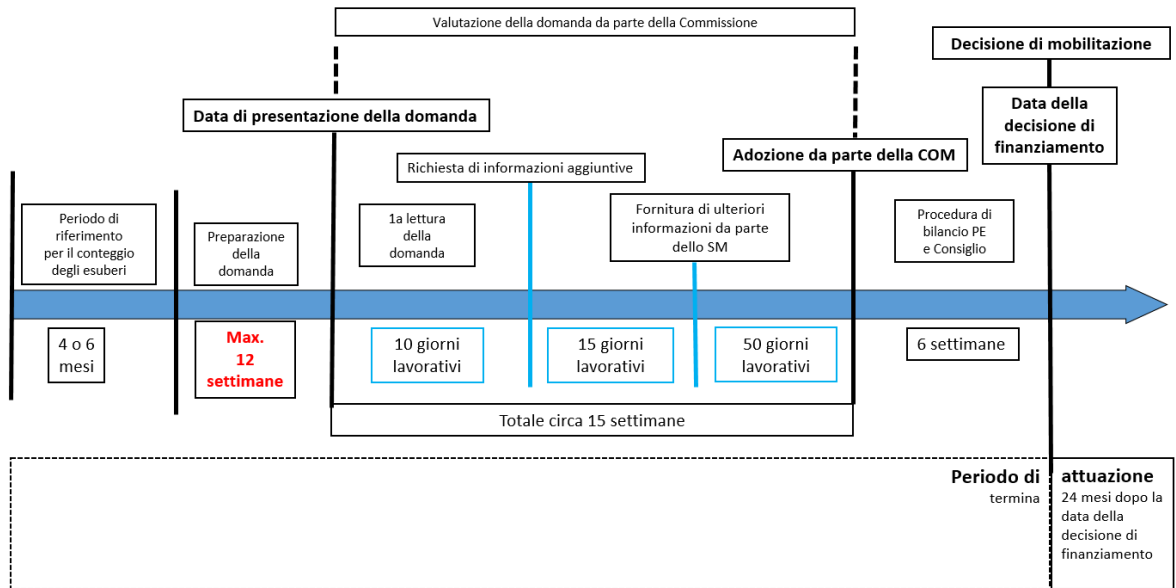 Valutazione della domanda da parte della Commissione
Decisione di mobilitazione
Data di presentazione della domanda
Data della
decisione di
finanziamento
Richiesta di informazioni aggiuntive
Adozione da parte della COM
Periodo di
riferimento
per il conteggio
degli esuberi
Preparazione
della
domanda
1a lettura
della
domanda
Fornitura di ulteriori
informazioni da parte
dello SM
Procedura di
bilancio PE
e Consiglio
4 o 6
mesi
Max.
12
settimane
10 giorni
lavorativi
15 giorni
lavorativi
50 giorni
lavorativi
6 settimane
Totale circa 15 settimane
Periodo di
termina
attuazione
24 mesi dopo la
data della
decisione di
finanziamento